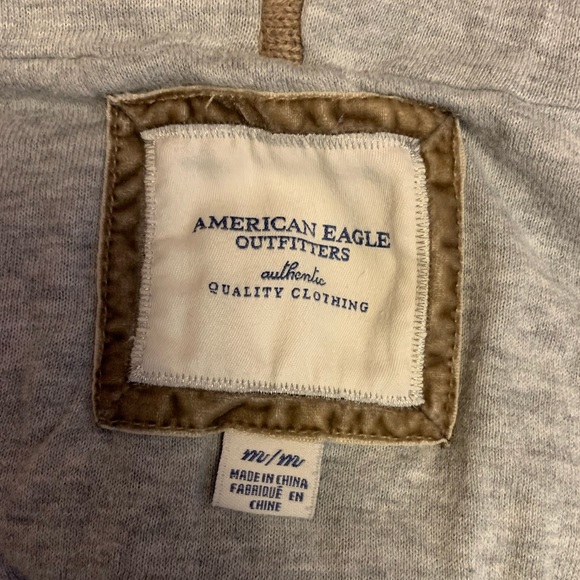 AMERICAN EAGLE
OUTFITTERS
authentic
QUALITY CLOTHING
m/m
MADE IN CHINA
FABRIQUÉ EN
CHINE